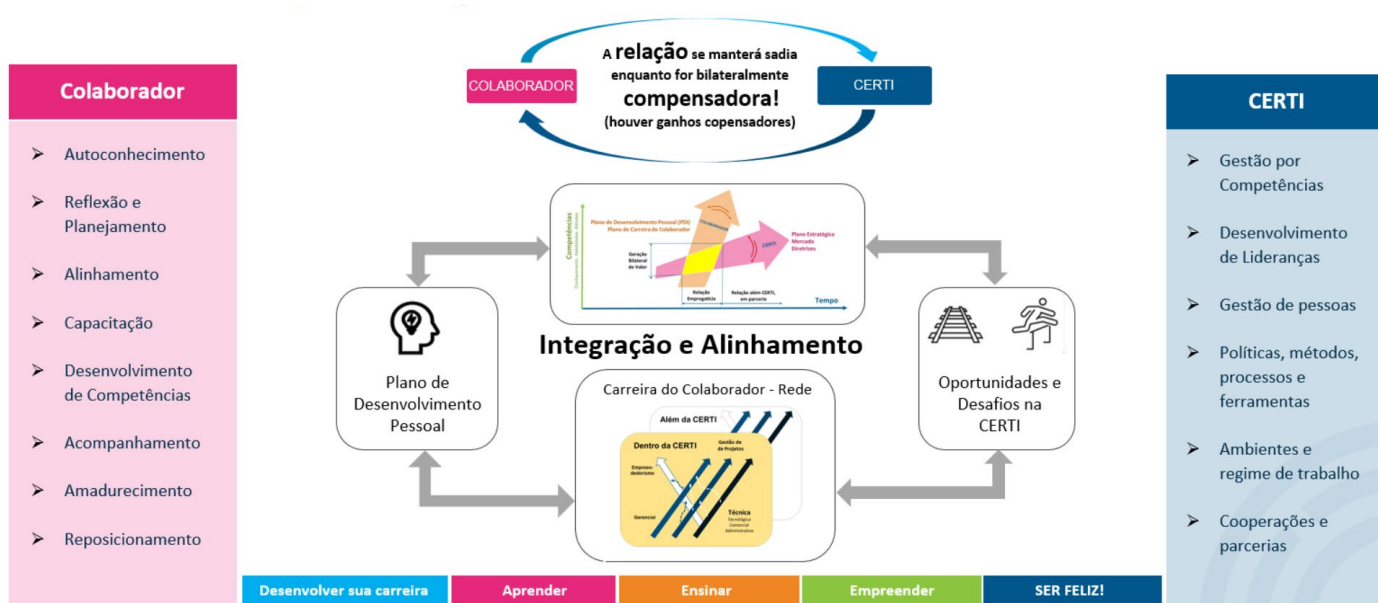 COLABORADOR
A relação se manterá sadia
enquanto for bilateralmente
compensadora!
(houver ganhos copensadores)
CERTI
Colaborador
Autoconhecimento
Reflexão e
Planejamento
Alinhamento
Capacitação
Desenvolvimento
de Competências
Acompanhamento
Amadurecimento
Reposicionamento
Competências
Conhecimento, Habilidades, Atitudes
Plano de Desenvolvimento Pessoal (PDI)
Plano de Carreira do Colaborador
COLABORADOR
CERTI
Plano Estratégico
Mercado
Diretrizes
Geração
Bilateral
de Valor
Relação
Empregatícia
Relação além CERTI,
em parceria
Tempo
Integração e Alinhamento
Plano de
Desenvolvimento
Pessoal
Oportunidades e
Desafios na
CERTI
Carreira do Colaborador - Rede
Além da CERTI
Dentro da CERTI
Gestão de
de Projetos
Empreen-
dedorismo
Gerencial
Técnica
Tecnológica
Comercial
Administrativa
CERTI
Gestão por
Competências
Desenvolvimento
de Lideranças
Gestão de pessoas
Políticas, métodos,
processos e
ferramentas
Ambientes e
regime de trabalho
Cooperações e
parcerias
Desenvolver sua carreira
Aprender
Ensinar
Empreender
SER FELIZ!